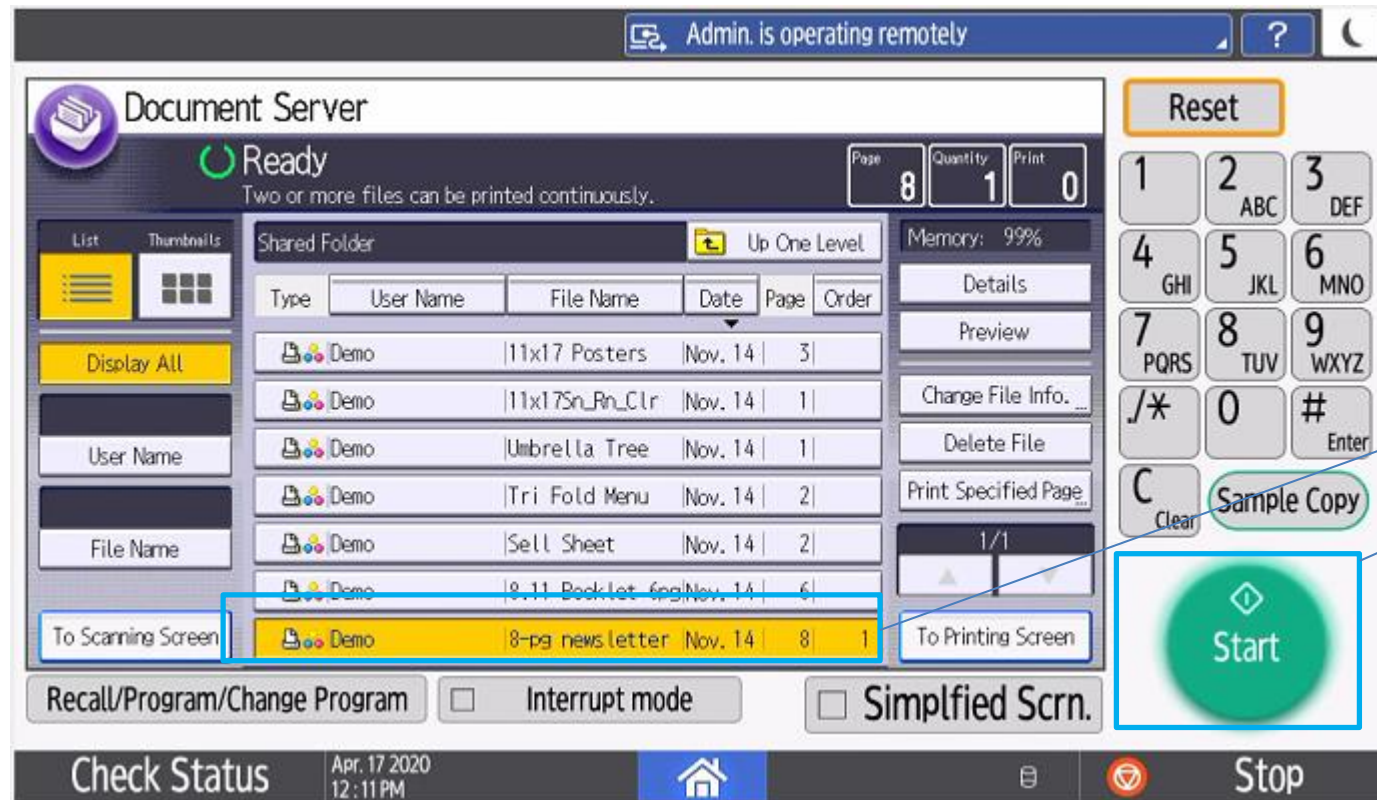 Admin. is operating remotely
?
Document Server
Reset
Ready
Two or more files can be printed continuously.
Page 8
Quantity 1
Print 0
List Thumbnails
Shared Folder
Up One Level
Memory: 99%
Type User Name File Name Date Page Order
Details
Preview
Display All
Demo 11x17 Posters Nov. 14 3
Demo 11x17Sn_Rn_Clr Nov. 14 1
Change File Info.
User Name
Demo Umbrella Tree Nov. 14 1
Delete File
Demo Tri Fold Menu Nov. 14 2
Print Specified Page
File Name
Demo Sell Sheet Nov. 14 2
1/1
Demo 8.11 Booklet 6pg Nov. 14 6
To Scanning Screen
Demo 8-pg newsletter Nov. 14 8 1
To Printing Screen
1 2 ABC 3 DEF
4 GHI 5 JKL 6 MNO
7 PQRS 8 TUV 9 WXYZ
./* 0 # Enter
C Clear Sample Copy
Start
Recall/Program/Change Program
Interrupt mode
Simplfied Scrn.
Check Status
Apr. 17 2020
12:11PM
Stop